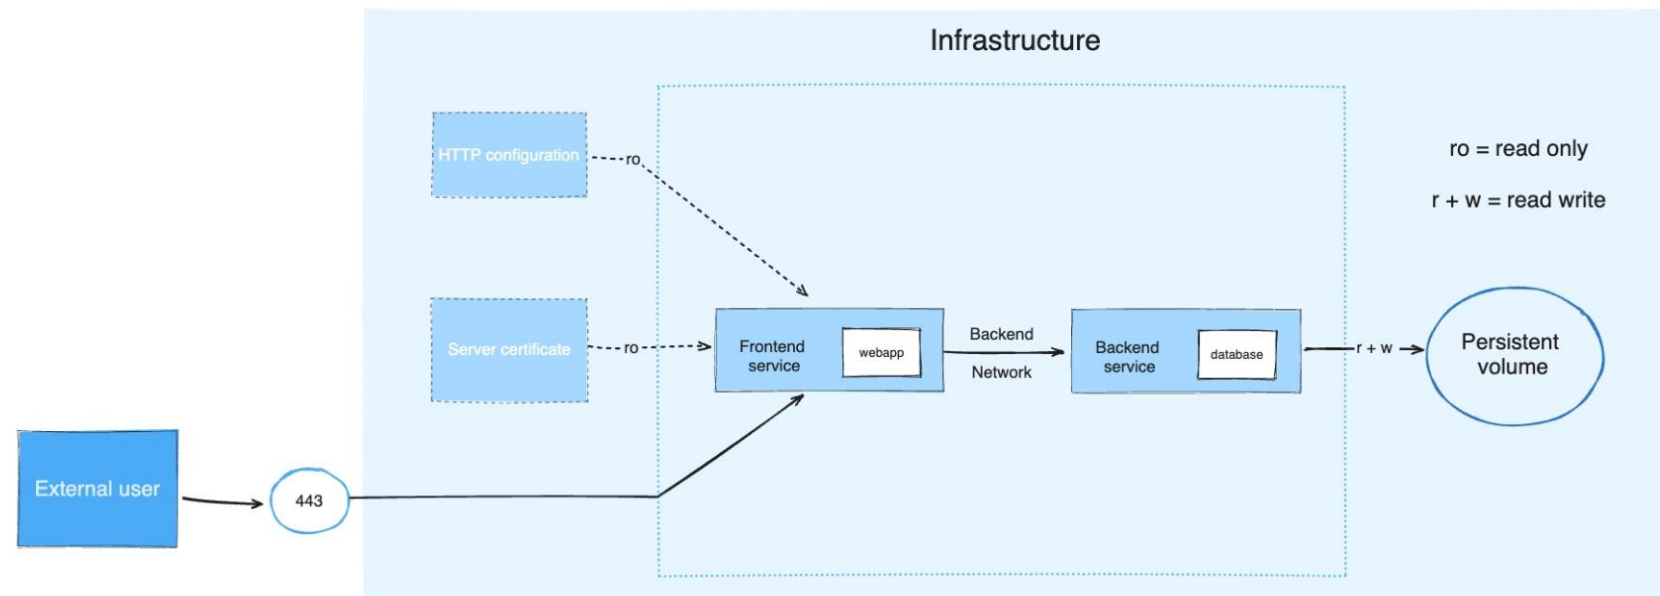 Infrastructure
HTTP configuration
ro
ro = read only
r + w = read write
Server certificate
ro
Frontend
service
webapp
Backend
Network
Backend
service
database
r + w
Persistent
volume
External user
443